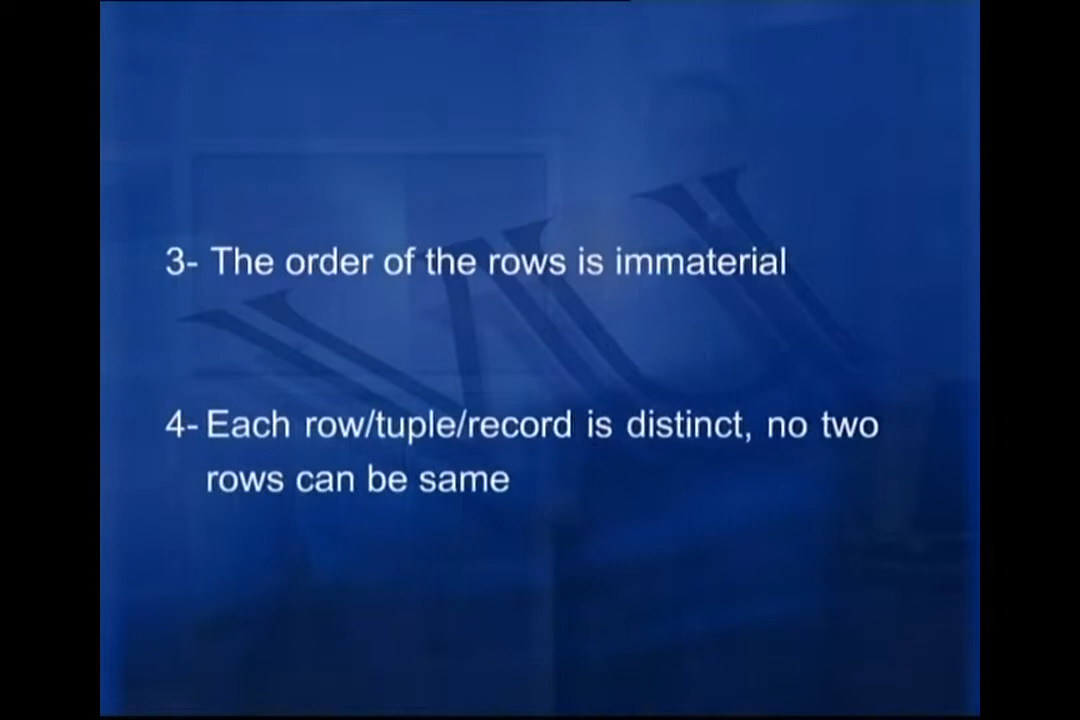 VU
3- The order of the rows is immaterial
4- Each row/tuple/record is distinct, no two
rows can be same